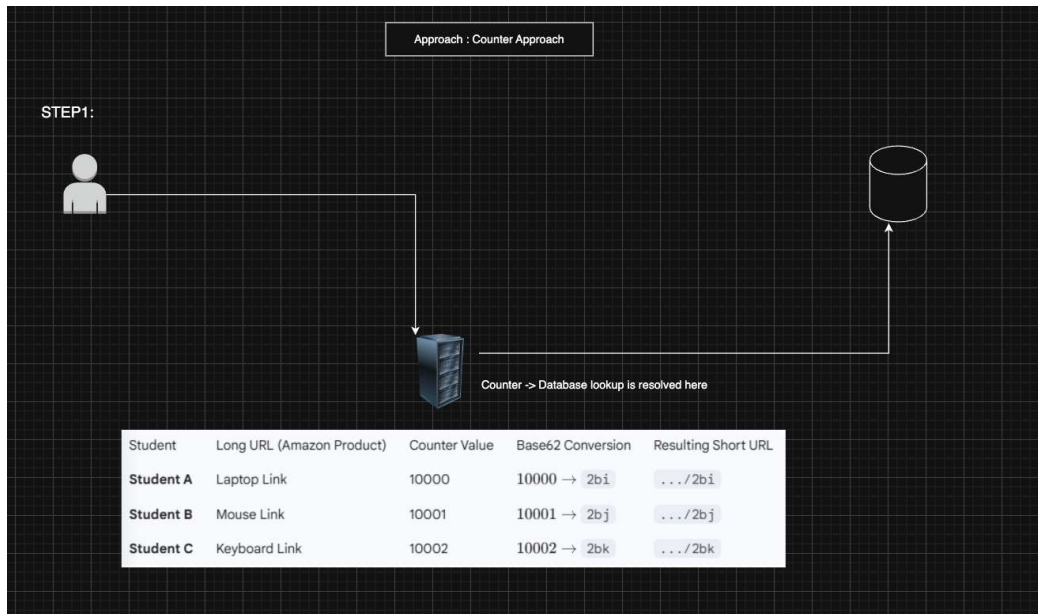 Approach : Counter Approach
STEP1:
Counter -> Database lookup is resolved here
Student Long URL (Amazon Product) Counter Value Base62 Conversion Resulting Short URL
Student A Laptop Link 10000 10000 → 2bi .../2bi
Student B Mouse Link 10001 10001 → 2bj .../2bj
Student C Keyboard Link 10002 10002 → 2bk .../2bk